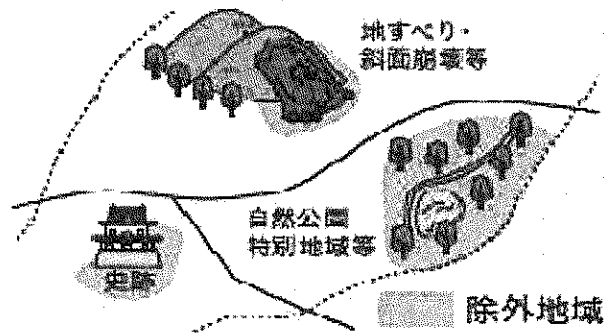 地すべり・
斜面崩壊等
自然公園
特別地域等
史跡
除外地域